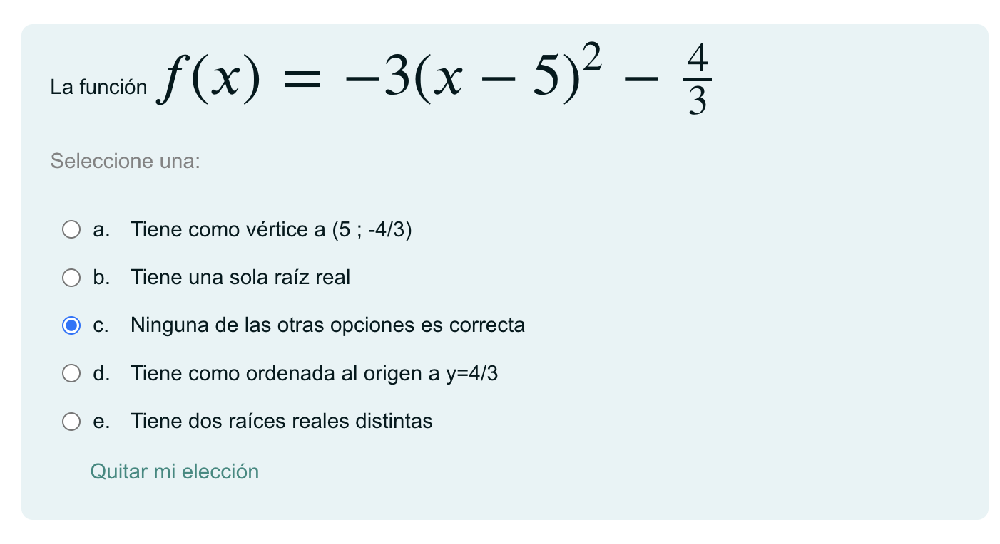 La función f(x) = −3(x − 5)² − 4/3
Seleccione una:
a. Tiene como vértice a (5 ; -4/3)
b. Tiene una sola raíz real
c. Ninguna de las otras opciones es correcta
d. Tiene como ordenada al origen a y=4/3
e. Tiene dos raíces reales distintas
Quitar mi elección